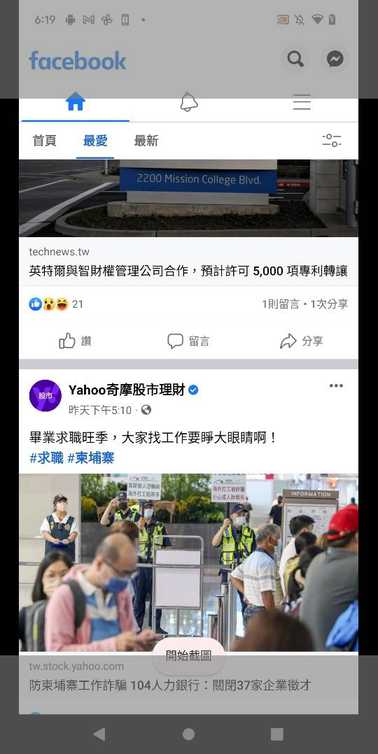 6:19
facebook
首頁 最愛 最新
2200 Mission College Blvd.
technews.tw
英特爾與智財權管理公司合作，預計許可 5,000 項專利轉讓
21 1則留言・1次分享
讚 留言 分享
股市 Yahoo奇摩股市理財
昨天下午5:10
畢業求職旺季，大家找工作要睜大眼睛啊！
#求職 #柬埔寨
INFORMATION
開始截圖
tw.stock.yahoo.com
防柬埔寨工作詐騙 104人力銀行：關閉37家企業徵才